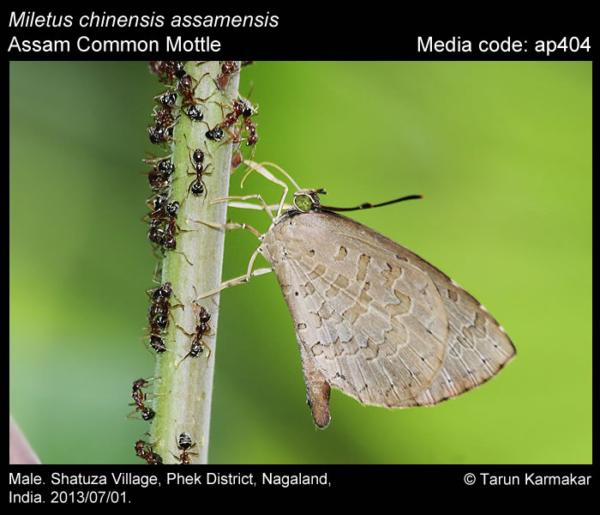 Miletus chinensis assamensis
Assam Common Mottle Media code: ap404
Male. Shatuza Village, Phek District, Nagaland, © Tarun Karmakar
India. 2013/07/01.